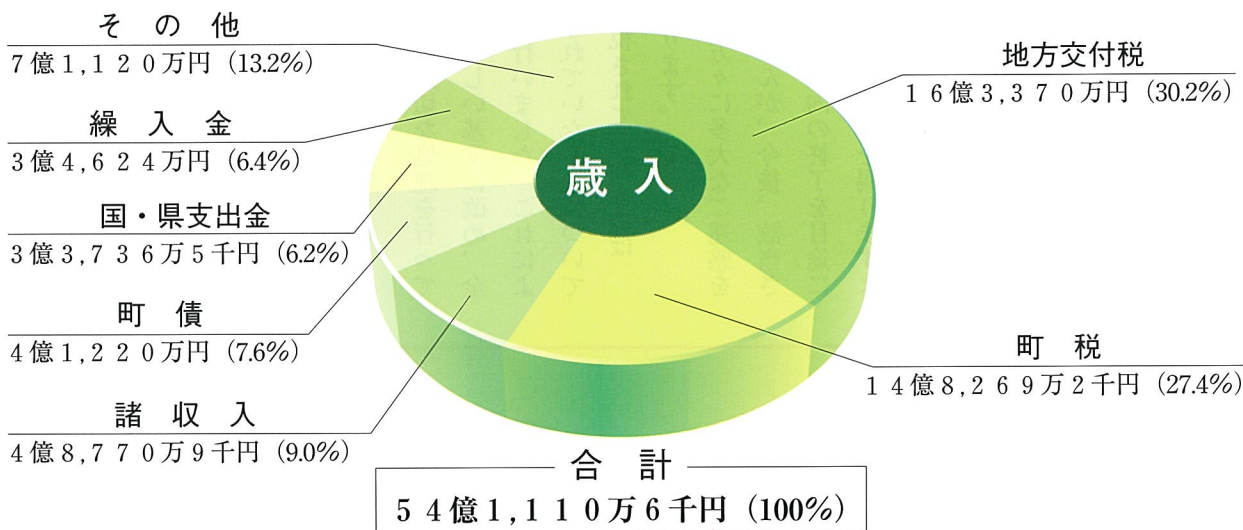 その他
7億1,120万円 (13.2%)
繰入金
3億4,624万円 (6.4%)
国・県支出金
3億3,736万5千円 (6.2%)
町債
4億1,220万円 (7.6%)
諸収入
4億8,770万9千円 (9.0%)
歳入
地方交付税
16億3,370万円 (30.2%)
町税
14億8,269万2千円 (27.4%)
合計
54億1,110万6千円 (100%)